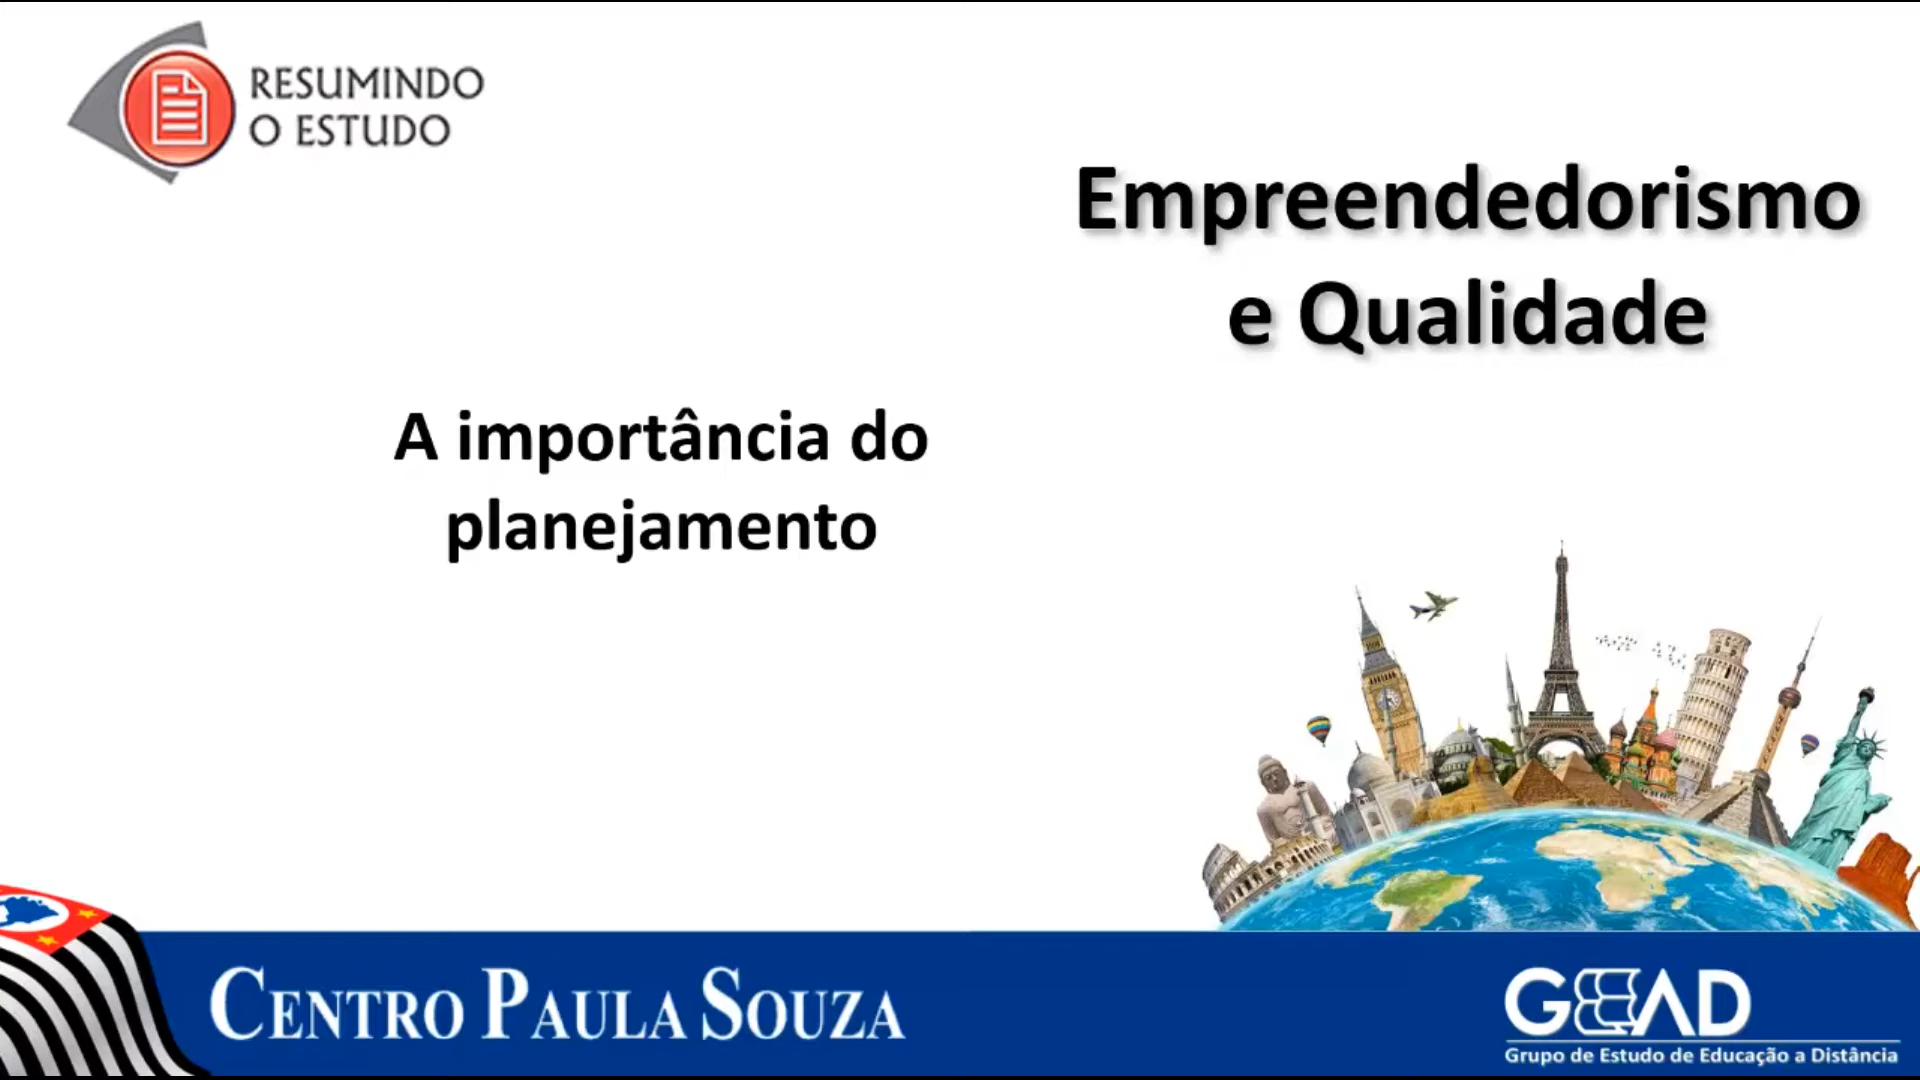 RESUMINDO
O ESTUDO
Empreendedorismo
e Qualidade
A importância do
planejamento
CENTRO PAULA SOUZA
GEEAD
Grupo de Estudo de Educação a Distância